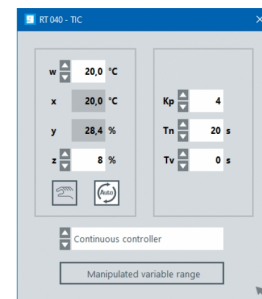 RT 040 - TIC
w 20,0 °C
x 20,0 °C
y 28,4 %
z 8 %
Auto
Kp 4
Tn 20 s
Tv 0 s
Continuous controller
Manipulated variable range